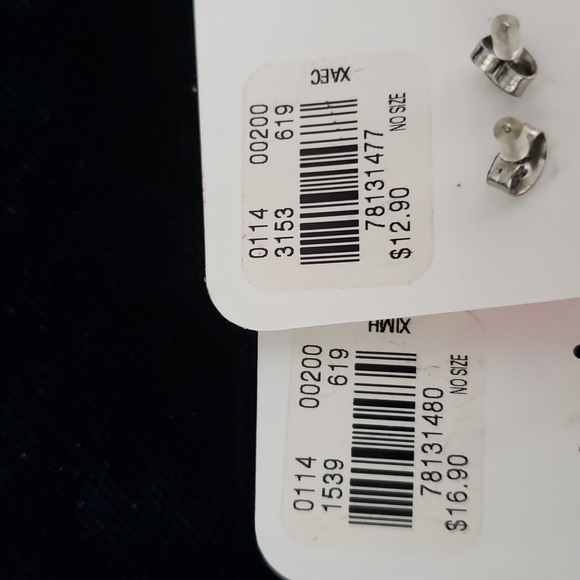 0114 00200
3153 619
XAEC
78131477
NO SIZE
$12.90
0114 00200
1539 619
XIMH
78131480
NO SIZE
$16.90